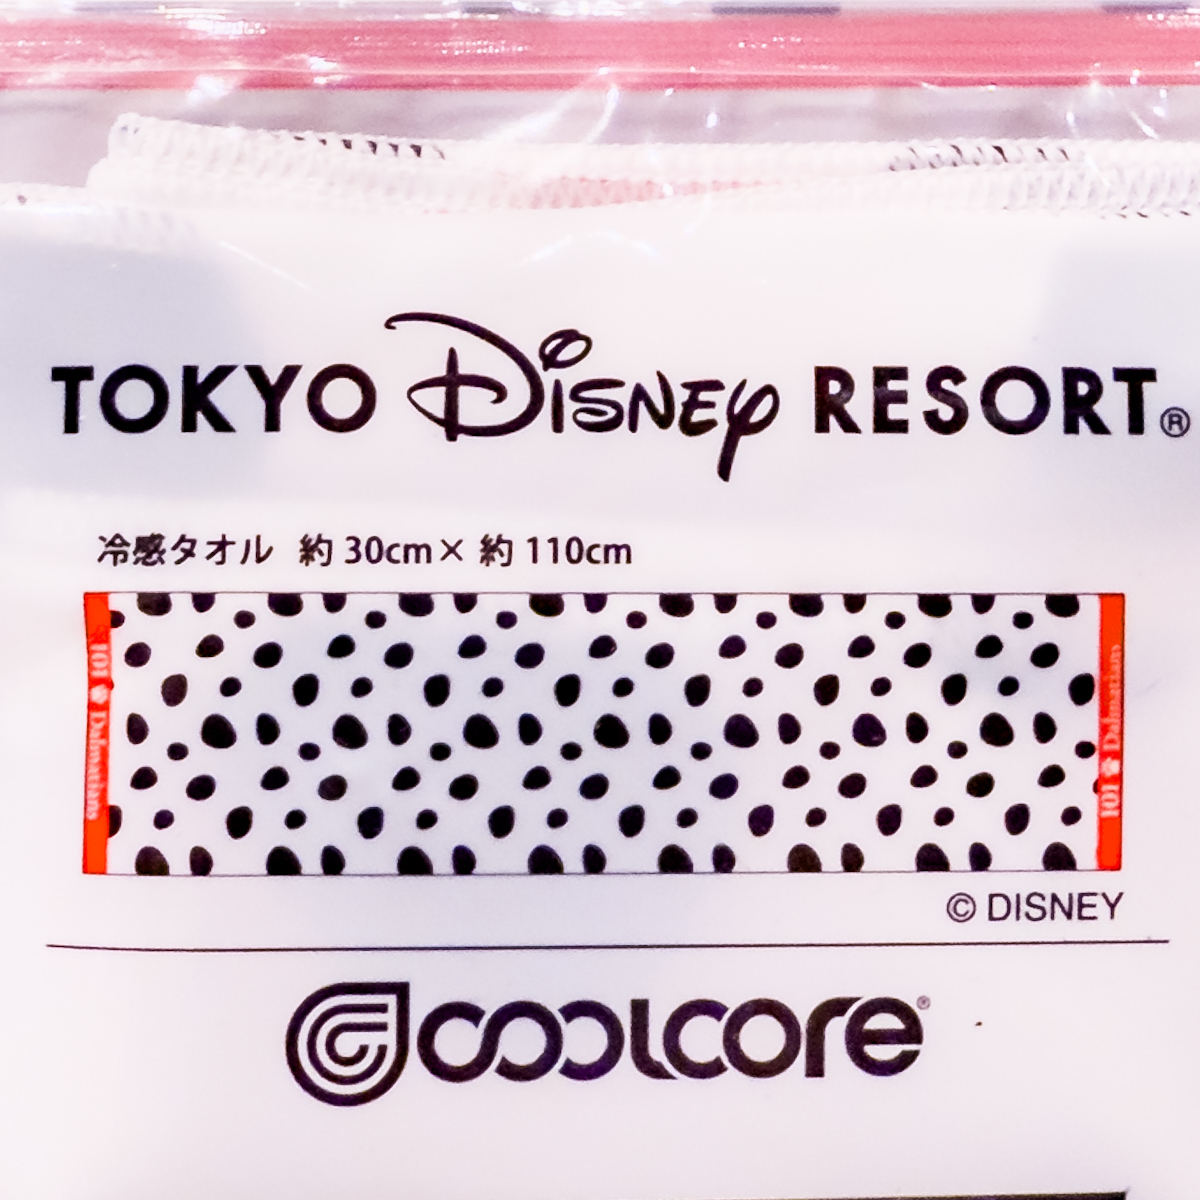 TOKYO Disney RESORT®
冷感タオル 約 30cm× 約 110cm
101 Dalmatians
101 Dalmatians
© DISNEY
coolcore®